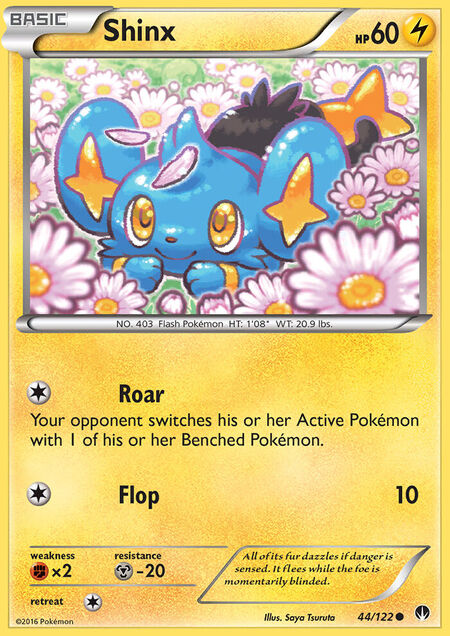 BASIC
Shinx
HP60
NO. 403 Flash Pokémon HT: 1'08" WT: 20.9 lbs.
Roar
Your opponent switches his or her Active Pokémon
with 1 of his or her Benched Pokémon.
Flop 10
weakness resistance
×2 -20
retreat
All of its fur dazzles if danger is
sensed. It flees while the foe is
momentarily blinded.
©2016 Pokémon
Illus. Saya Tsuruta
44/122